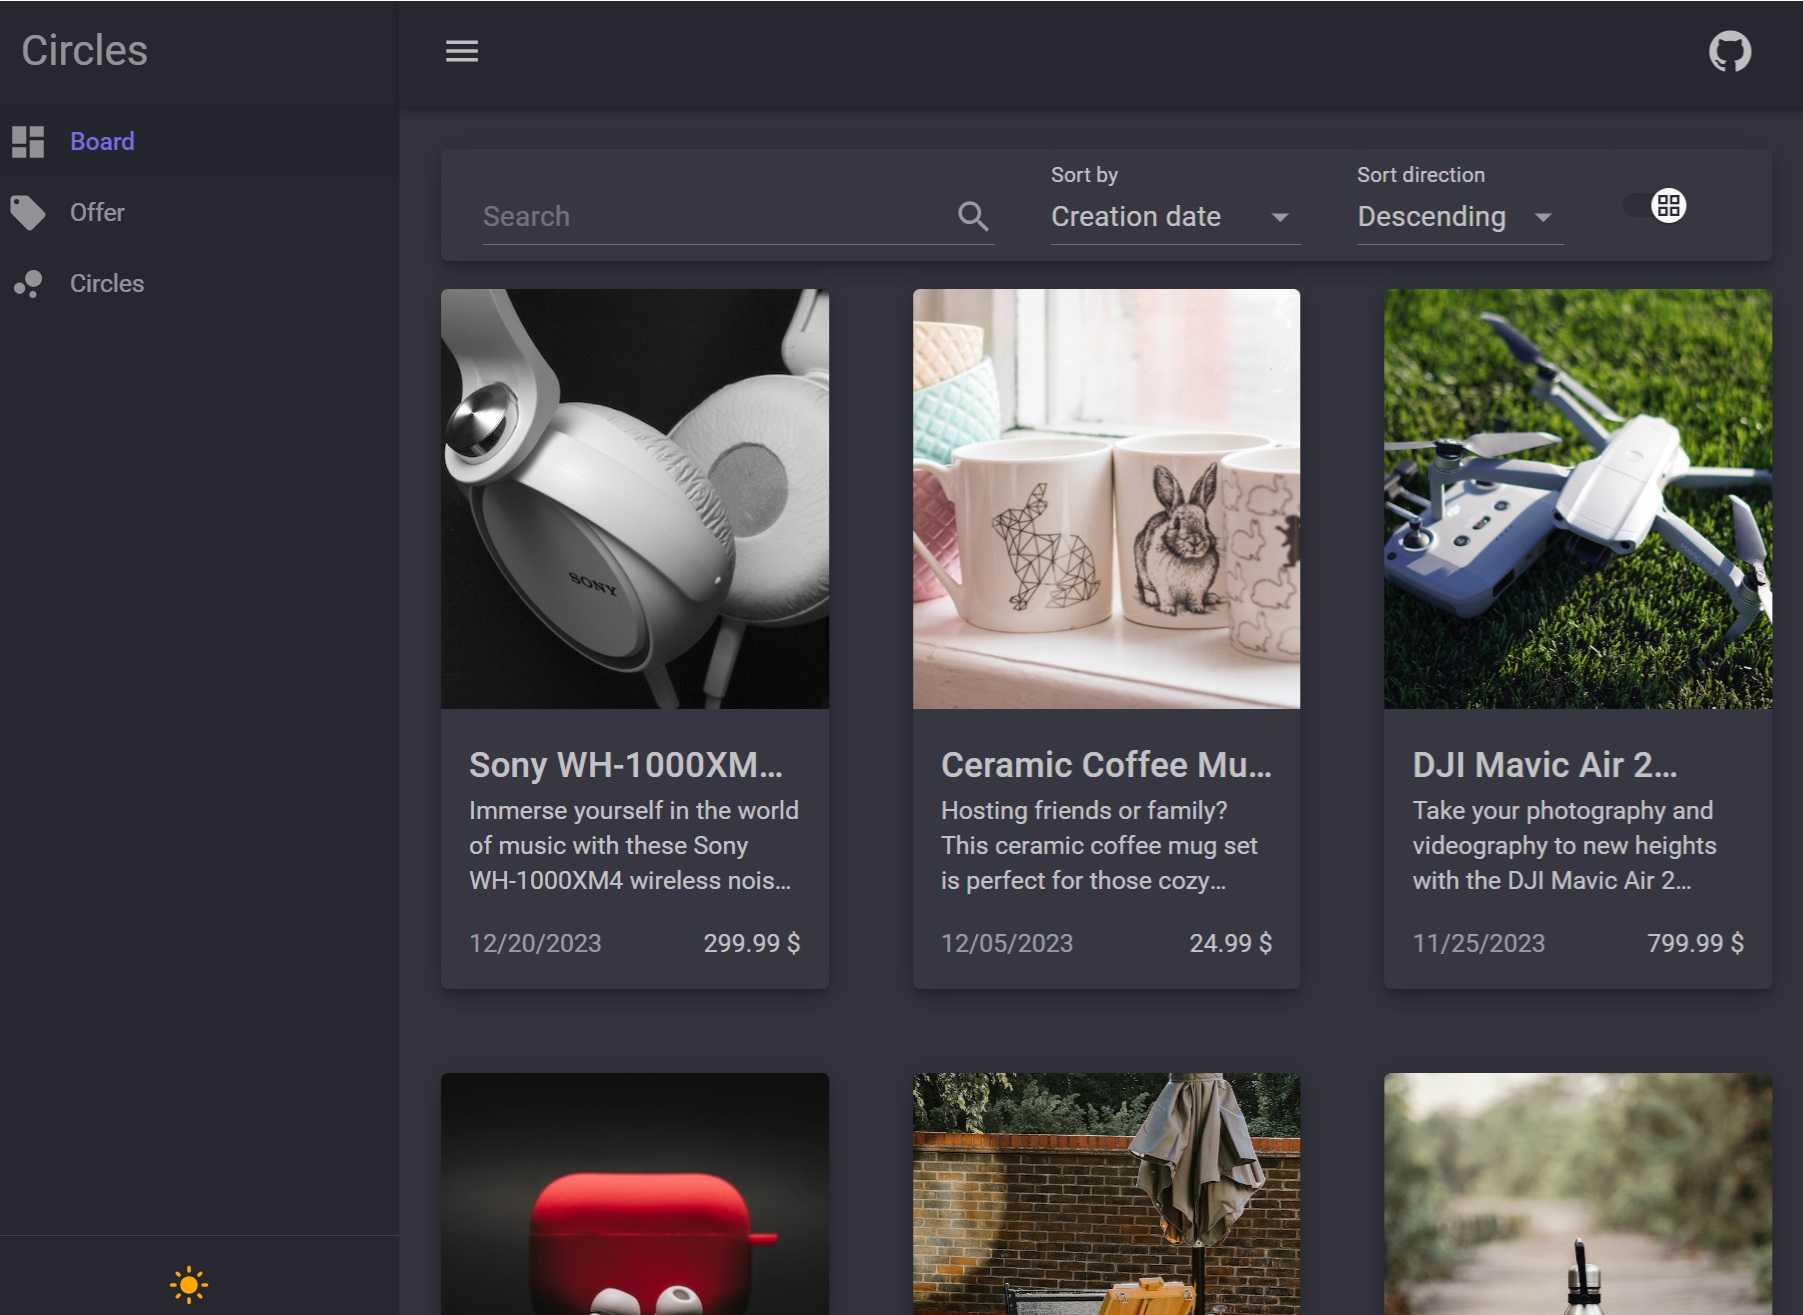 Circles
Board
Offer
Circles
Search
Sort by
Creation date
Sort direction
Descending
SONY
Sony WH-1000XM...
Immerse yourself in the world
of music with these Sony
WH-1000XM4 wireless nois...
12/20/2023
299.99 $
Ceramic Coffee Mu...
Hosting friends or family?
This ceramic coffee mug set
is perfect for those cozy...
12/05/2023
24.99 $
DJI Mavic Air 2...
Take your photography and
videography to new heights
with the DJI Mavic Air 2...
11/25/2023
799.99 $